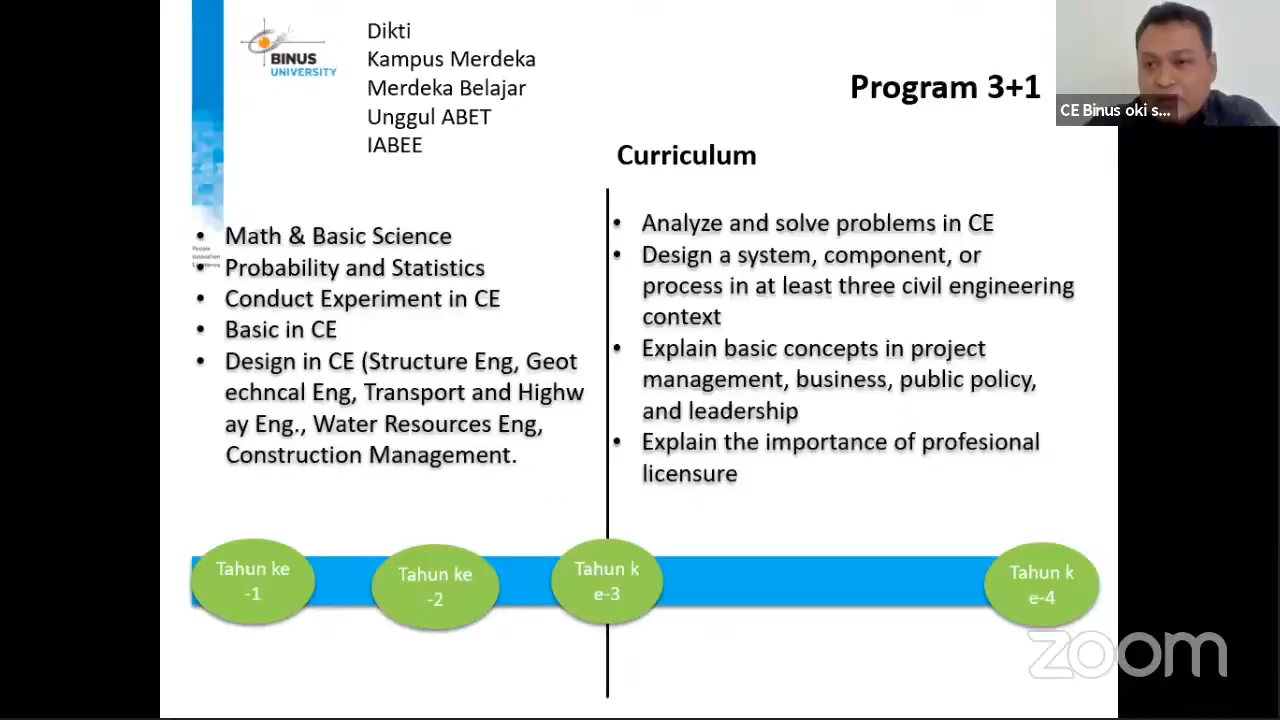 BINUS
UNIVERSITY
Dikti
Kampus Merdeka
Merdeka Belajar
Unggul ABET
IABEE
Program 3+1
CE Binus oki s...
Curriculum
People
Innovation
Excellence
• Math & Basic Science
• Probability and Statistics
• Conduct Experiment in CE
• Basic in CE
• Design in CE (Structure Eng, Geot
echncal Eng, Transport and Highw
ay Eng., Water Resources Eng,
Construction Management.
• Analyze and solve problems in CE
• Design a system, component, or
process in at least three civil engineering
context
• Explain basic concepts in project
management, business, public policy,
and leadership
• Explain the importance of profesional
licensure
Tahun ke
-1
Tahun ke
-2
Tahun k
e-3
Tahun k
e-4
zoom